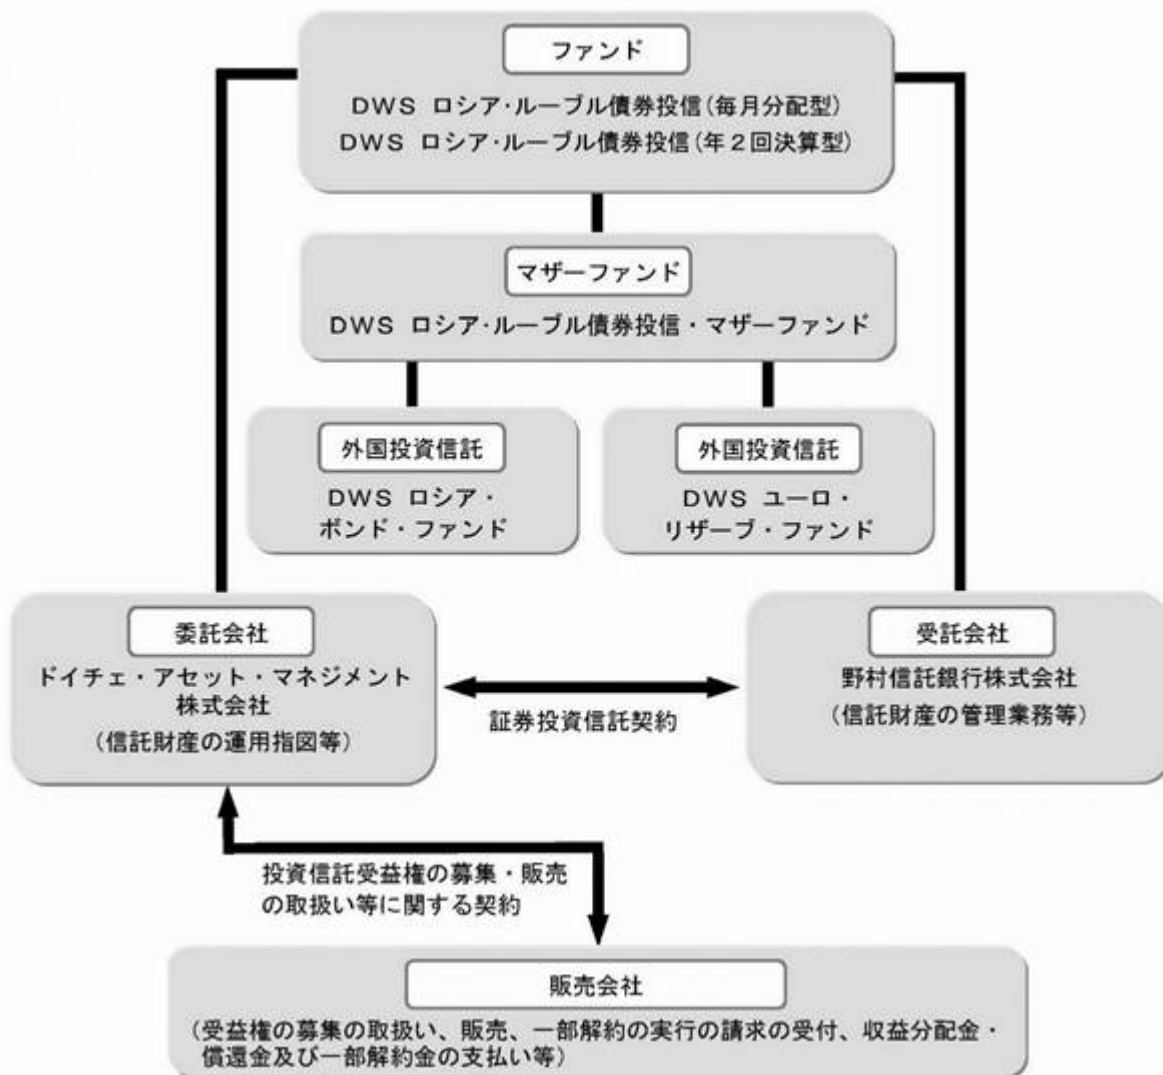 ファンド
DWS ロシア・ルーブル債券投信(毎月分配型)
DWS ロシア・ルーブル債券投信(年２回決算型)
マザーファンド
DWS ロシア・ルーブル債券投信・マザーファンド
外国投資信託
DWS ロシア・
ボンド・ファンド
外国投資信託
DWS ユーロ・
リザーブ・ファンド
委託会社
ドイチェ・アセット・マネジメント
株式会社
(信託財産の運用指図等)
証券投資信託契約
受託会社
野村信託銀行株式会社
(信託財産の管理業務等)
投資信託受益権の募集・販売
の取扱い等に関する契約
販売会社
(受益権の募集の取扱い、販売、一部解約の実行の請求の受付、収益分配金・
償還金及び一部解約金の支払い等)